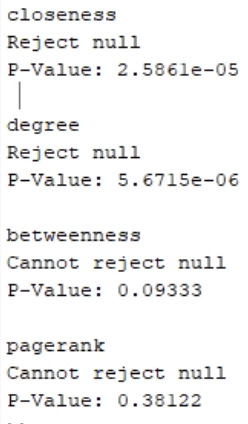 closeness
Reject null
P-Value: 2.5861e-05
degree
Reject null
P-Value: 5.6715e-06
betweenness
Cannot reject null
P-Value: 0.09333
pagerank
Cannot reject null
P-Value: 0.38122